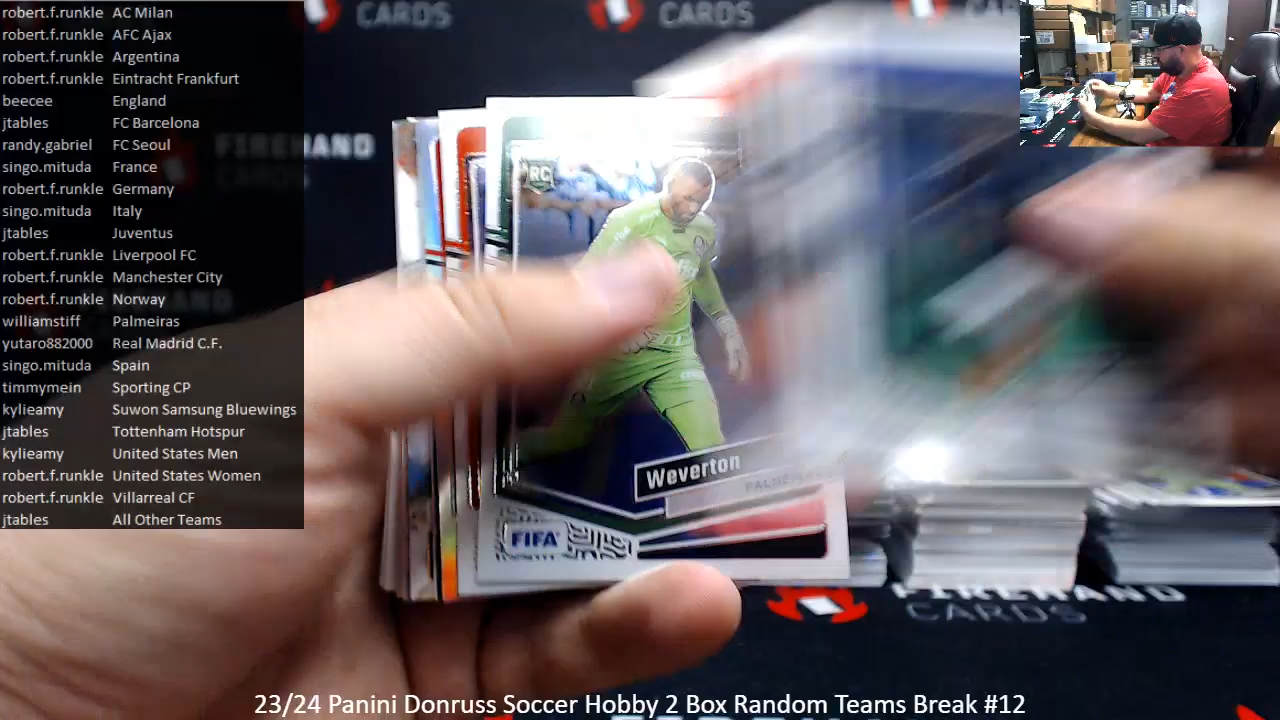 robert.f.runkle AC Milan
robert.f.runkle AFC Ajax
robert.f.runkle Argentina
robert.f.runkle Eintracht Frankfurt
beecee England
jtables FC Barcelona
randy.gabriel FC Seoul
singo.mituda France
robert.f.runkle Germany
singo.mituda Italy
jtables Juventus
robert.f.runkle Liverpool FC
robert.f.runkle Manchester City
robert.f.runkle Norway
williamstiff Palmeiras
yutaro882000 Real Madrid C.F.
singo.mituda Spain
timmymein Sporting CP
kylieamy Suwon Samsung Bluewings
jtables Tottenham Hotspur
kylieamy United States Men
robert.f.runkle United States Women
robert.f.runkle Villarreal CF
jtables All Other Teams
CARDS
CARDS
FIREHAND
CARDS
RC
Weverton
FIFA
FIREHAND
CARDS
23/24 Panini Donruss Soccer Hobby 2 Box Random Teams Break #12